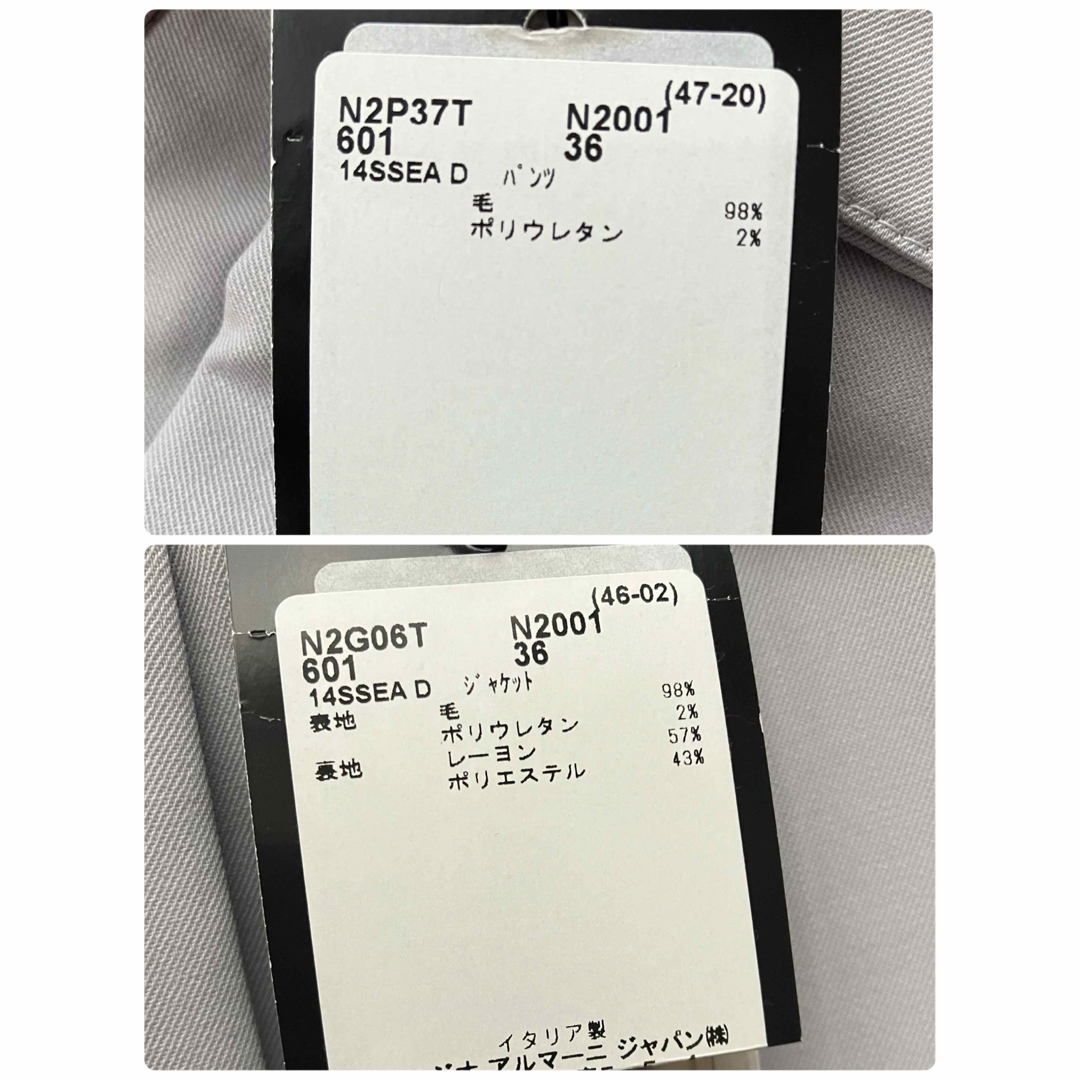 (47-20)
N2P37T N2001
601 36
14SSEA D パンツ
毛 98%
ポリウレタン 2%
(46-02)
N2G06T N2001
601 36
14SSEA D ジャケット
表地 毛 98%
ポリウレタン 2%
裏地 レーヨン 57%
ポリエステル 43%
イタリア製
アルマーニ ジャパン㈱